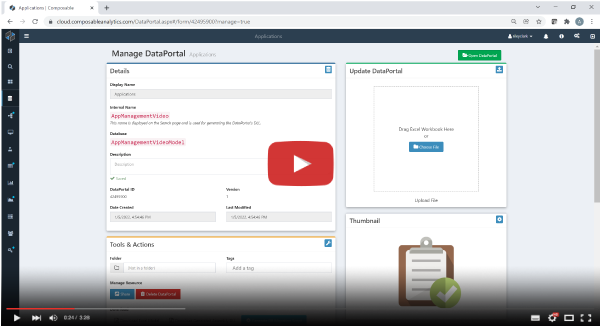 Applications | Composable
cloud.composableanalytics.com/DataPortal.aspx#/form/42495900?manage=true
Applications
Manage DataPortal Applications
Open DataPortal
Details
Display Name
Applications
Internal Name
AppManagementVideo
This name is displayed on the Search page and is used for generating the DataPortal's URL.
Database
AppManagementVideoModel
Description
Description
Saved
DataPortal ID
Version
42495900
1
Date Created
Last Modified
1/5/2022, 4:54:46 PM
1/5/2022, 4:54:46 PM
Update DataPortal
Drag Excel Workbook Here
or
Choose File
Upload File
Thumbnail
Tools & Actions
Folder
Tags
Add a tag
Manage Resource
Share
Delete DataPortal
0:24 / 3:28